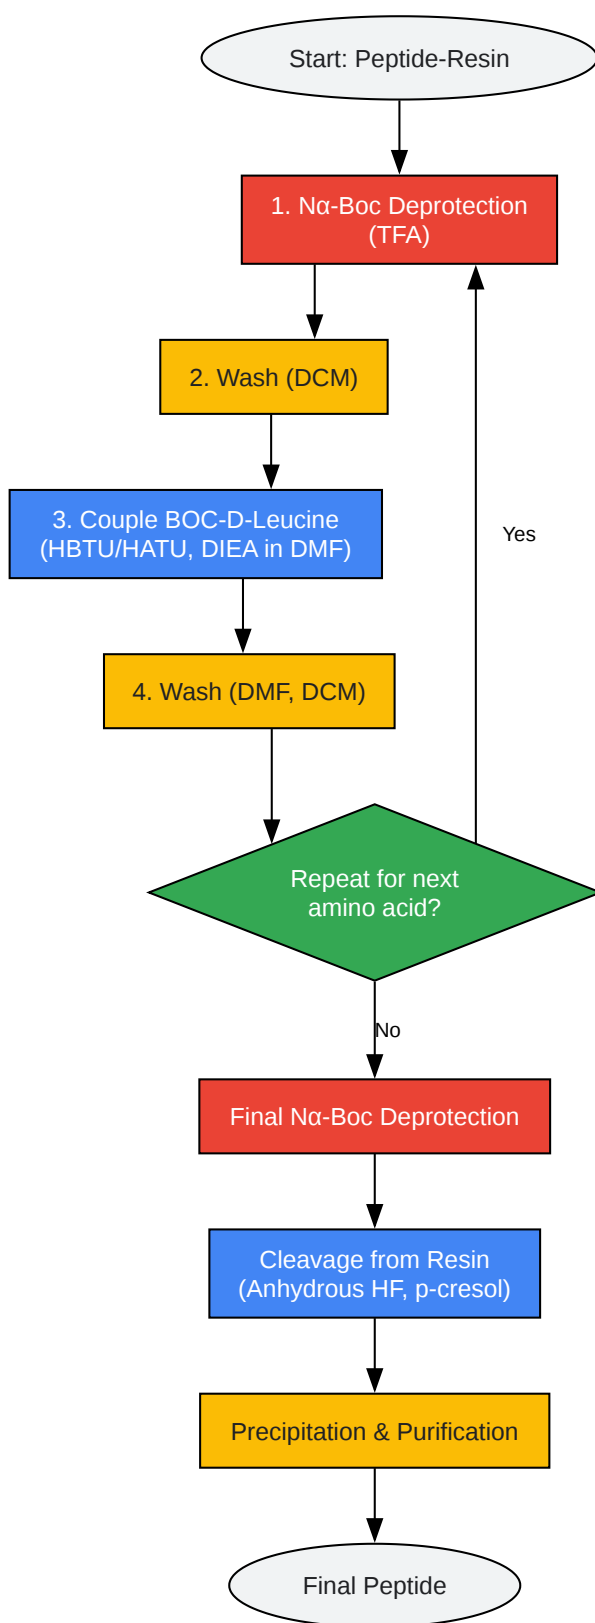 Start: Peptide-Resin
1. Nα-Boc Deprotection
(TFA)
2. Wash (DCM)
3. Couple BOC-D-Leucine
(HBTU/HATU, DIEA in DMF)
Yes
4. Wash (DMF, DCM)
Repeat for next
amino acid?
No
Final Nα-Boc Deprotection
Cleavage from Resin
(Anhydrous HF, p-cresol)
Precipitation & Purification
Final Peptide